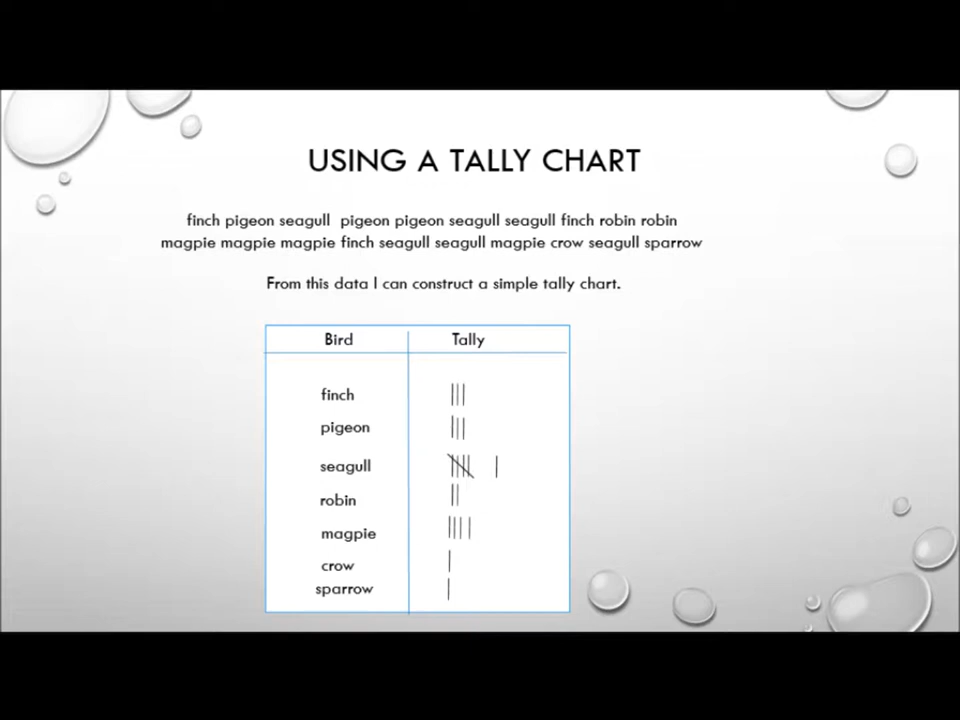 USING A TALLY CHART
finch pigeon seagull pigeon pigeon seagull seagull finch robin robin
magpie magpie magpie finch seagull seagull magpie crow seagull sparrow
From this data I can construct a simple tally chart.
Bird Tally
finch
pigeon
seagull
robin
magpie
crow
sparrow